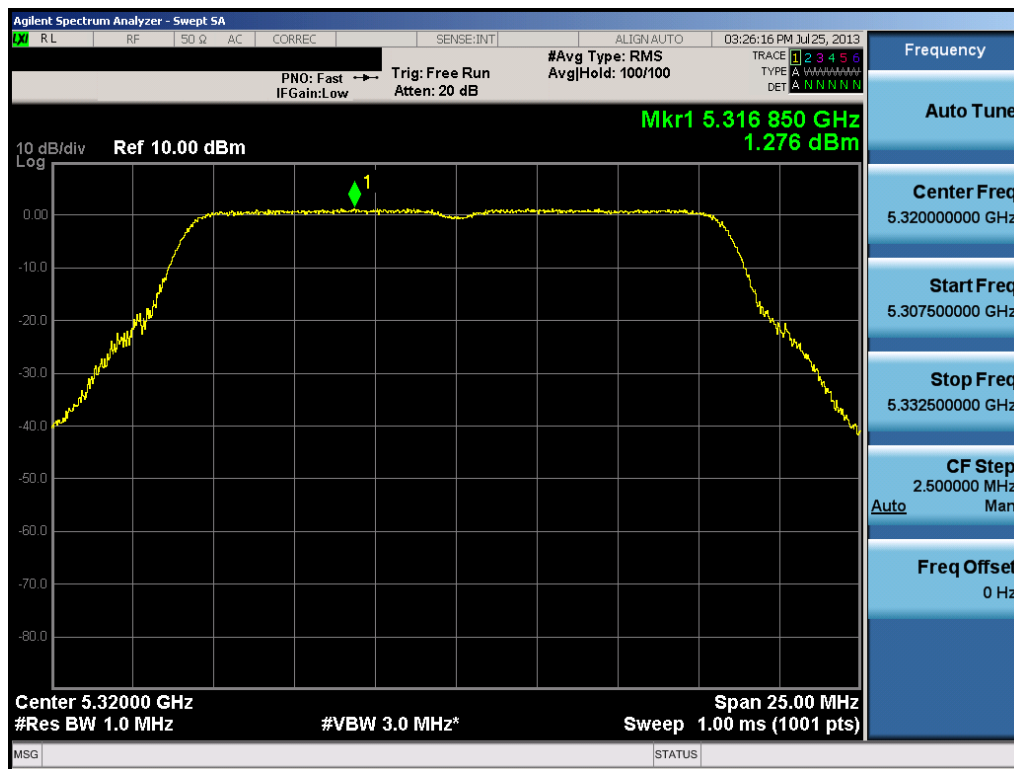 Agilent Spectrum Analyzer - Swept SA
LXI RL RF 50 Ω AC CORREC SENSE:INT ALIGN AUTO 03:26:16 PM Jul 25, 2013
PNO: Fast
IFGain:Low
Trig: Free Run
Atten: 20 dB
#Avg Type: RMS
Avg|Hold: 100/100
TRACE 1 2 3 4 5 6
TYPE A WWWWW
DET A N N N N N
Mkr1 5.316 850 GHz
1.276 dBm
10 dB/div Ref 10.00 dBm
Log
1
0.00
-10.0
-20.0
-30.0
-40.0
-50.0
-60.0
-70.0
-80.0
Center 5.32000 GHz Span 25.00 MHz
#Res BW 1.0 MHz #VBW 3.0 MHz* Sweep 1.00 ms (1001 pts)
MSG STATUS
Frequency
Auto Tune
Center Freq
5.320000000 GHz
Start Freq
5.307500000 GHz
Stop Freq
5.332500000 GHz
CF Step
2.500000 MHz
Auto Man
Freq Offset
0 Hz